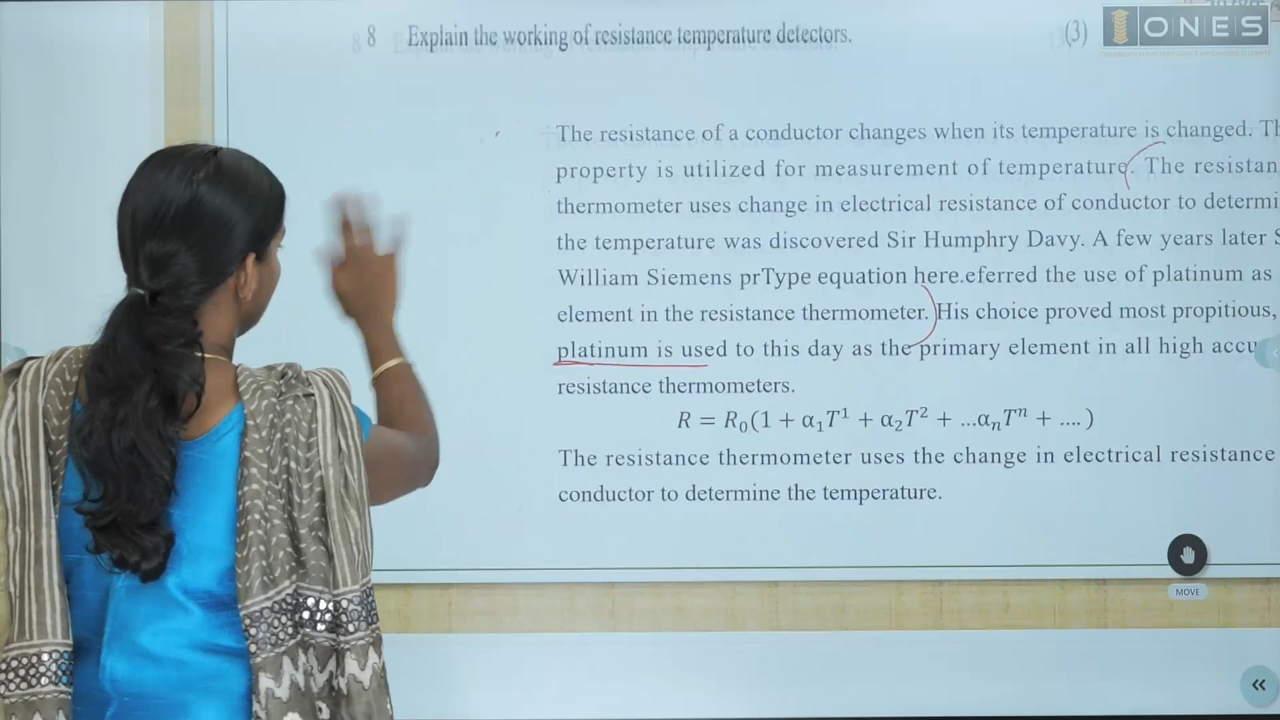 8 Explain the working of resistance temperature detectors. (3)
ONES
The resistance of a conductor changes when its temperature is changed.
property is utilized for measurement of temperature. The
thermometer uses change in electrical resistance of conductor to
the temperature was discovered Sir Humphry Davy. A few years later
William Siemens prType equation here.eferred the use of platinum as
element in the resistance thermometer. His choice proved most propitious,
platinum is used to this day as the primary element in all high
resistance thermometers.
R = R₀(1 + α₁T¹ + α₂T² + ...αₙTⁿ + .... )
The resistance thermometer uses the change in electrical resistance
conductor to determine the temperature.
MOVE